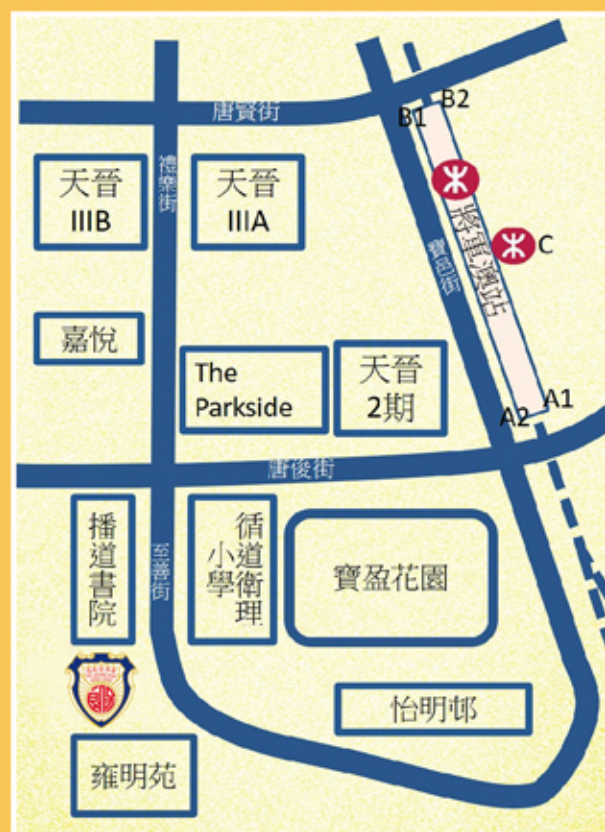 B2
B1
唐賢街
天晉
IIIB
禮樂街
天晉
IIIA
寶邑街
將軍澳站
C
嘉悅
The
Parkside
天晉
2期
A1
A2
唐俊街
播道書院
至善街
循道衛理
小學
寶盈花園
怡明邨
雍明苑